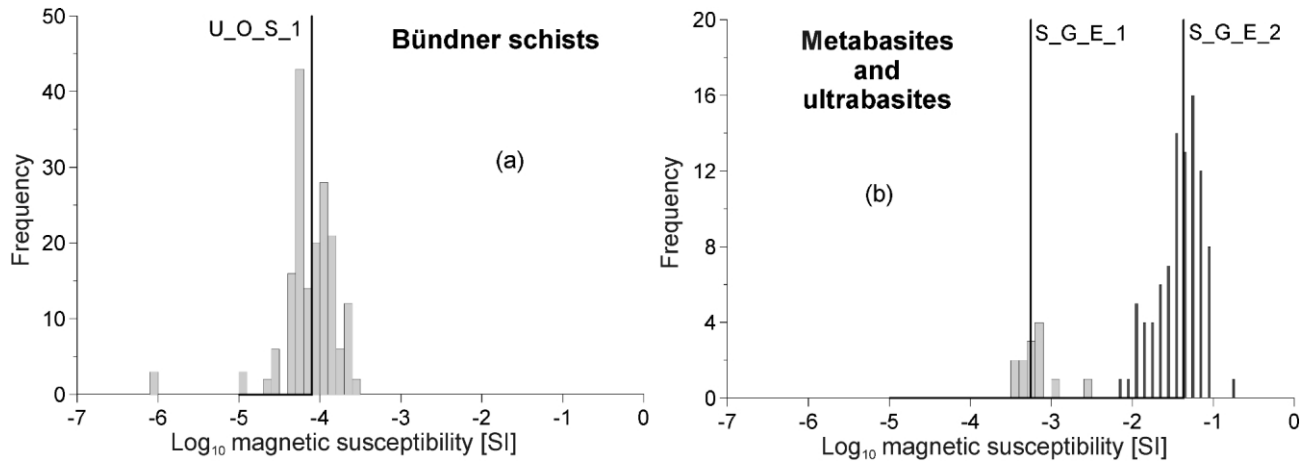 50
40
30
20
10
0
Frequency
U_O_S_1
Bündner schists
(a)
-7
-6
-5
-4
-3
-2
-1
0
Log10 magnetic susceptibility [SI]
20
16
12
8
4
0
Frequency
Metabasites
and
ultrabasites
S_G_E_1
S_G_E_2
(b)
-7
-6
-5
-4
-3
-2
-1
0
Log10 magnetic susceptibility [SI]